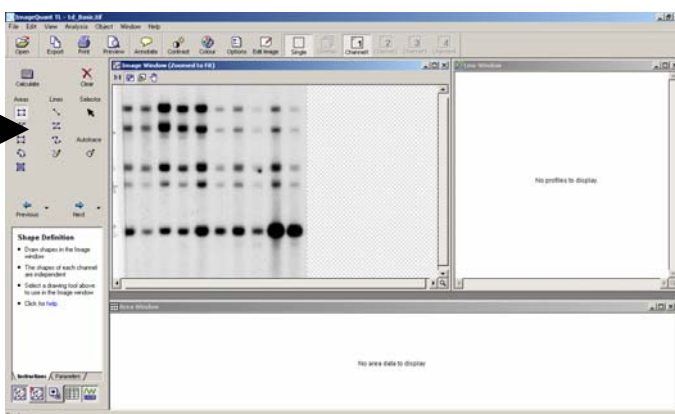 ImageQuant TL - 1d_Basic.tif
File Edit View Analysis Object Window Help
Open Export Print Preview Annotate Contrast Colour Options Edit Image Single Channel1
Calculate Clear
Areas Lines Selector
Autotrace
Previous Next
Shape Definition
Draw shapes in the Image
window
The shapes of each channel
are independent
Select a drawing tool above
to use in the Image window
Click for help
Instructions Parameters
Image Window (Zoomed to Fit)
1:1
Line Window
No profiles to display.
Area Window
No area data to display